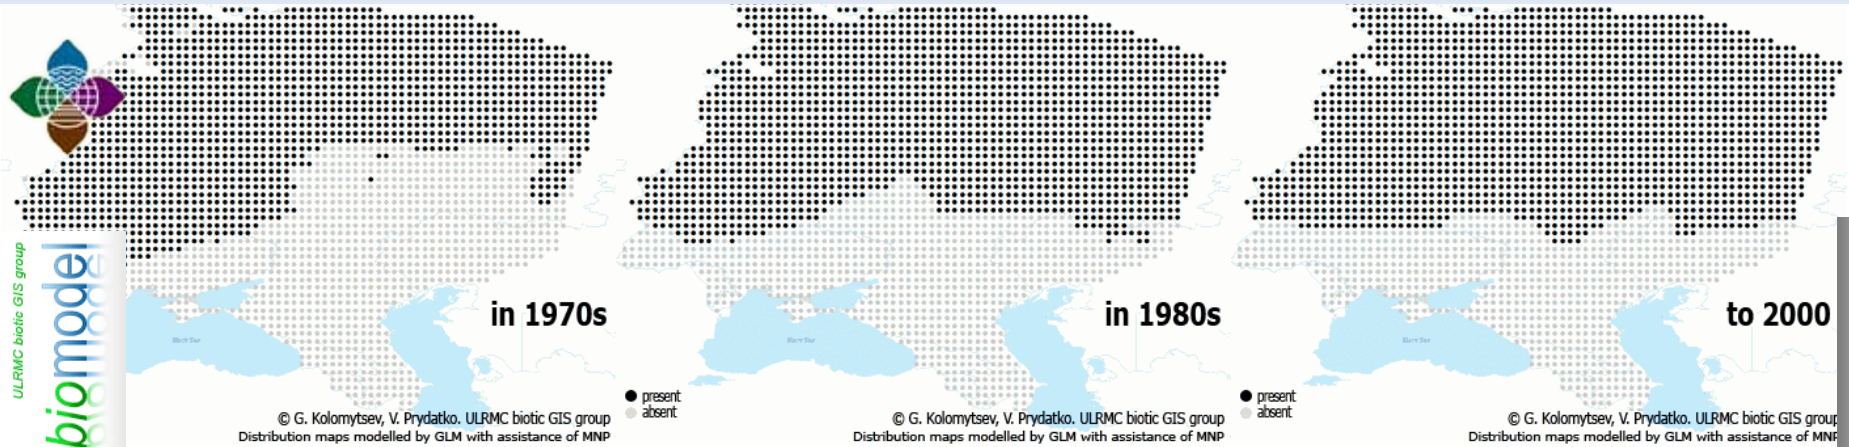 ULRMC biotic GIS group
biomodel
in 1970s
© G. Kolomytsev, V. Prydatko. ULRMC biotic GIS group
Distribution maps modelled by GLM with assistance of MNP
in 1980s
present
absent
© G. Kolomytsev, V. Prydatko. ULRMC biotic GIS group
Distribution maps modelled by GLM with assistance of MNP
to 2000
present
absent
© G. Kolomytsev, V. Prydatko. ULRMC biotic GIS group
Distribution maps modelled by GLM with assistance of MNP